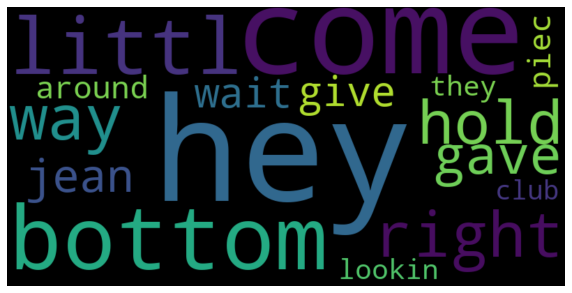 littl come piec
around wait give they
way hey hold
jean gave
club
bottom right
lookin